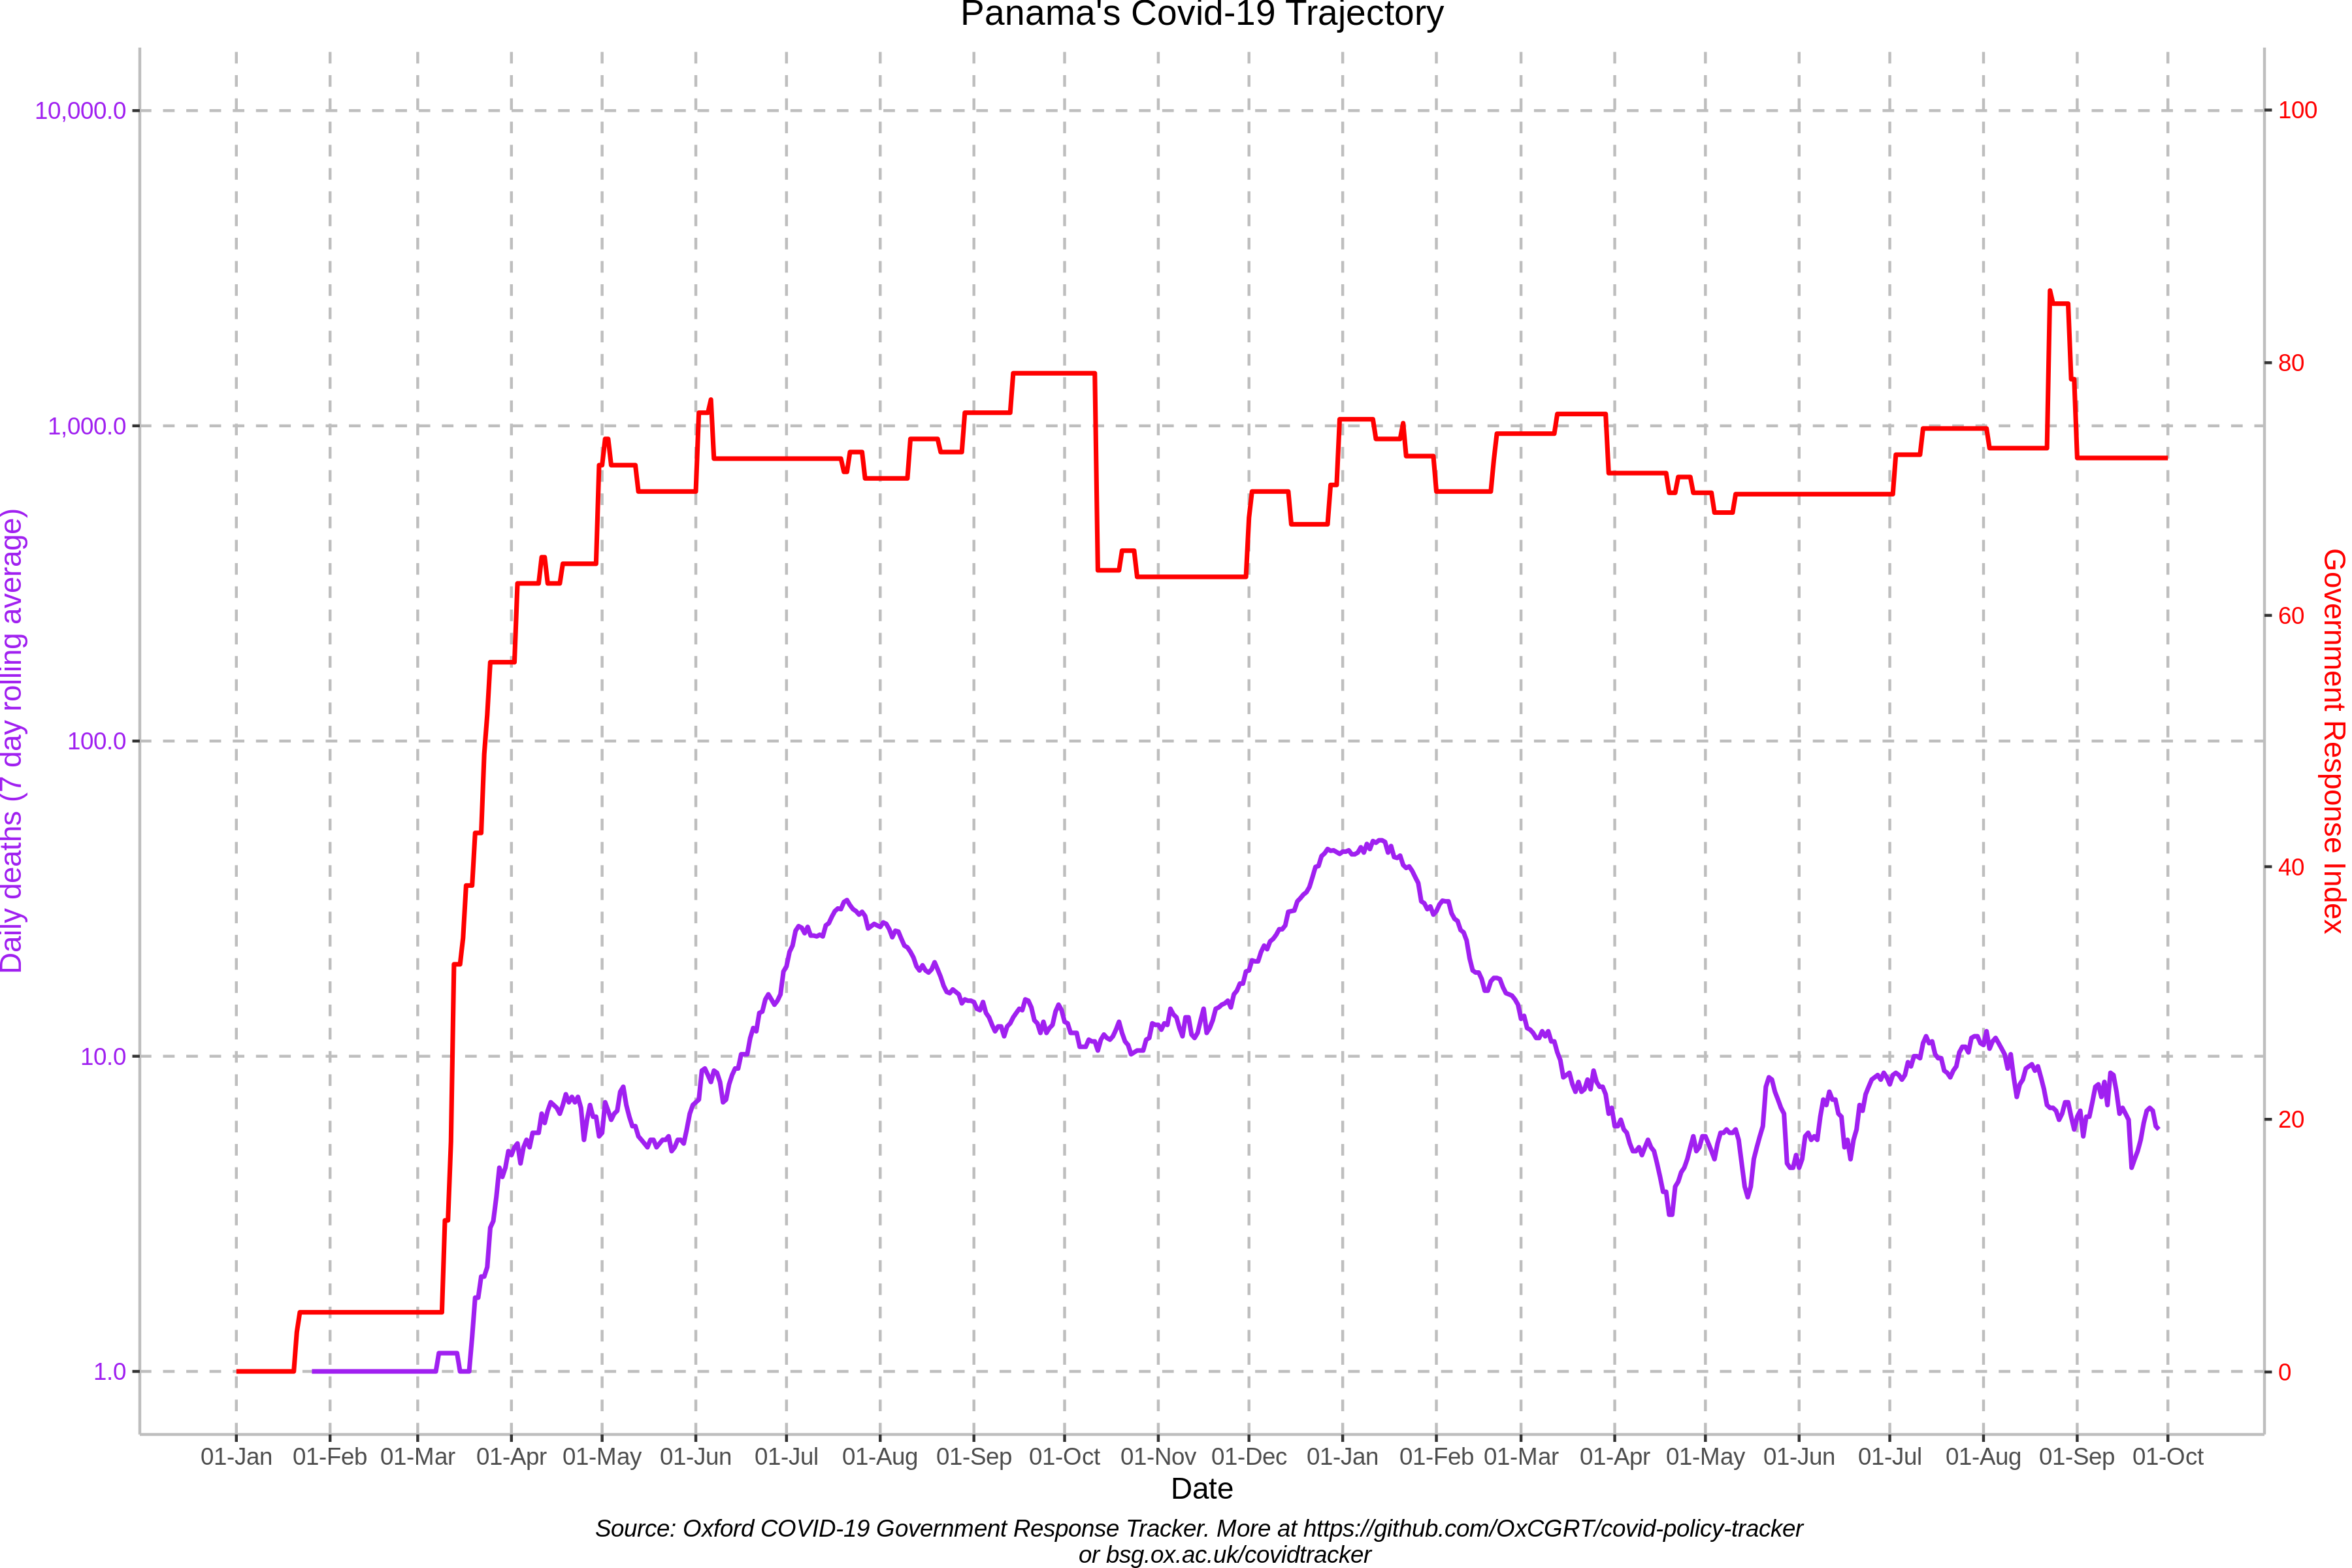 Panama's Covid-19 Trajectory
10,000.0
1,000.0
100.0
10.0
1.0
Daily deaths (7 day rolling average)
100
80
60
40
20
0
Government Response Index
01-Jan 01-Feb 01-Mar 01-Apr 01-May 01-Jun 01-Jul 01-Aug 01-Sep 01-Oct 01-Nov 01-Dec 01-Jan 01-Feb 01-Mar 01-Apr 01-May 01-Jun 01-Jul 01-Aug 01-Sep 01-Oct
Date
Source: Oxford COVID-19 Government Response Tracker. More at https://github.com/OxCGRT/covid-policy-tracker
or bsg.ox.ac.uk/covidtracker